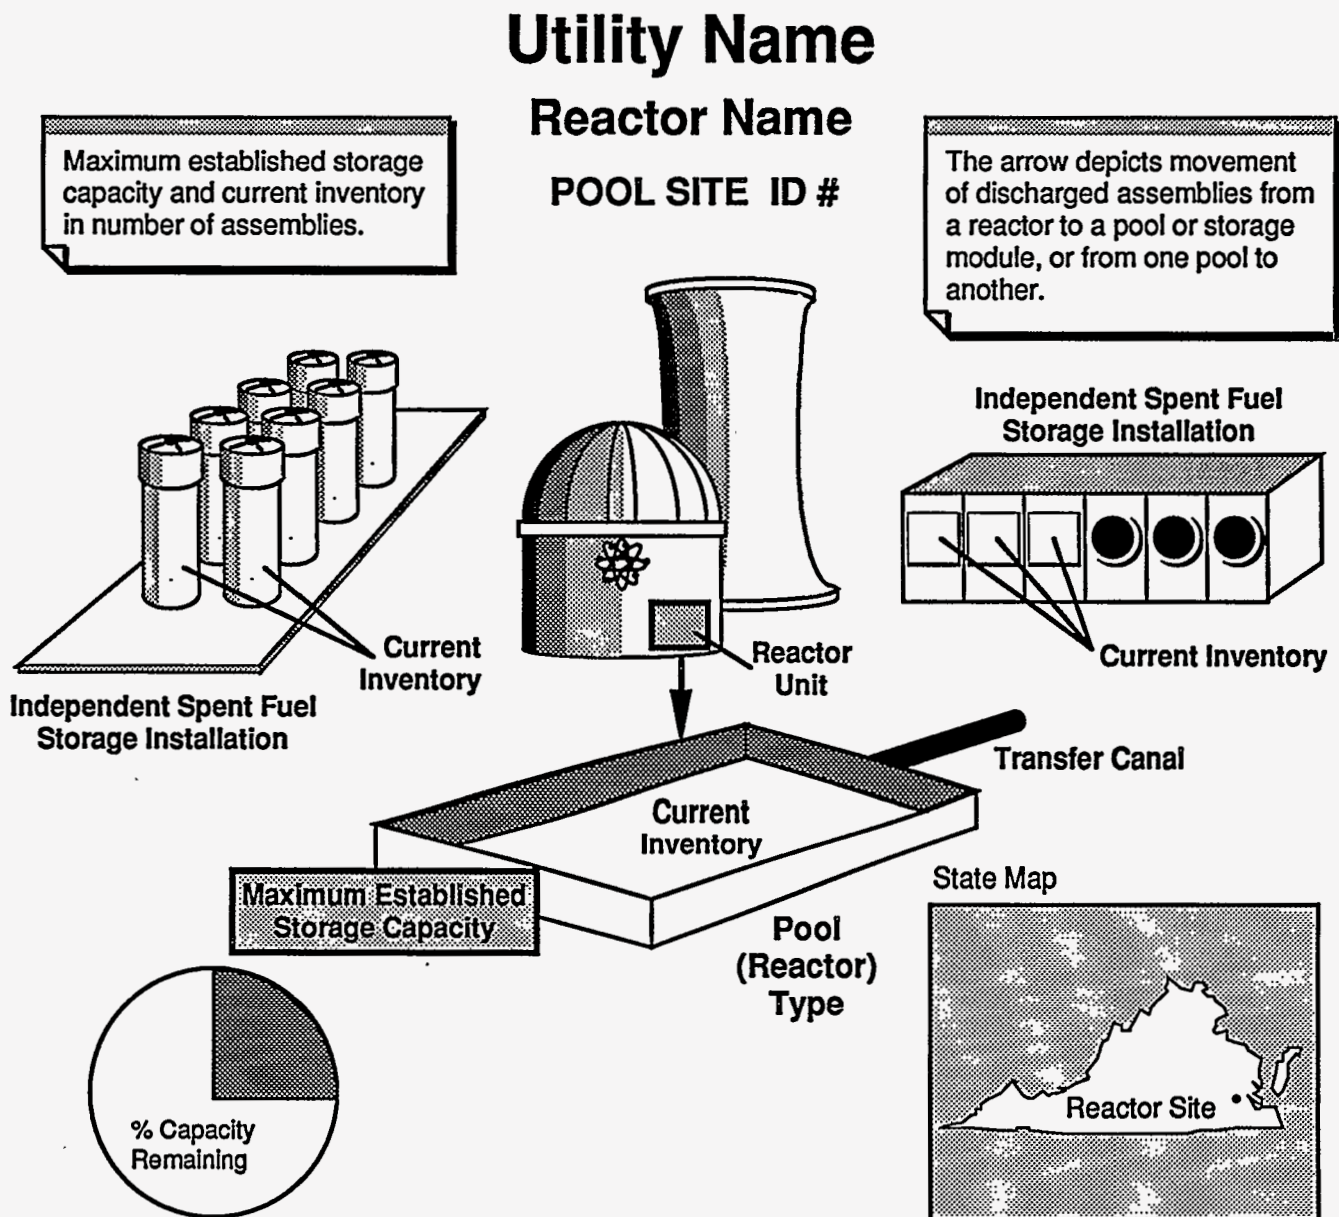 Utility Name
Reactor Name
POOL SITE ID #
Maximum established storage
capacity and current inventory
in number of assemblies.
The arrow depicts movement
of discharged assemblies from
a reactor to a pool or storage
module, or from one pool to
another.
Independent Spent Fuel
Storage Installation
Current
Inventory
Reactor
Unit
Current Inventory
Independent Spent Fuel
Storage Installation
Transfer Canal
Current
Inventory
Maximum Established
Storage Capacity
Pool
(Reactor)
Type
State Map
Reactor Site
% Capacity
Remaining